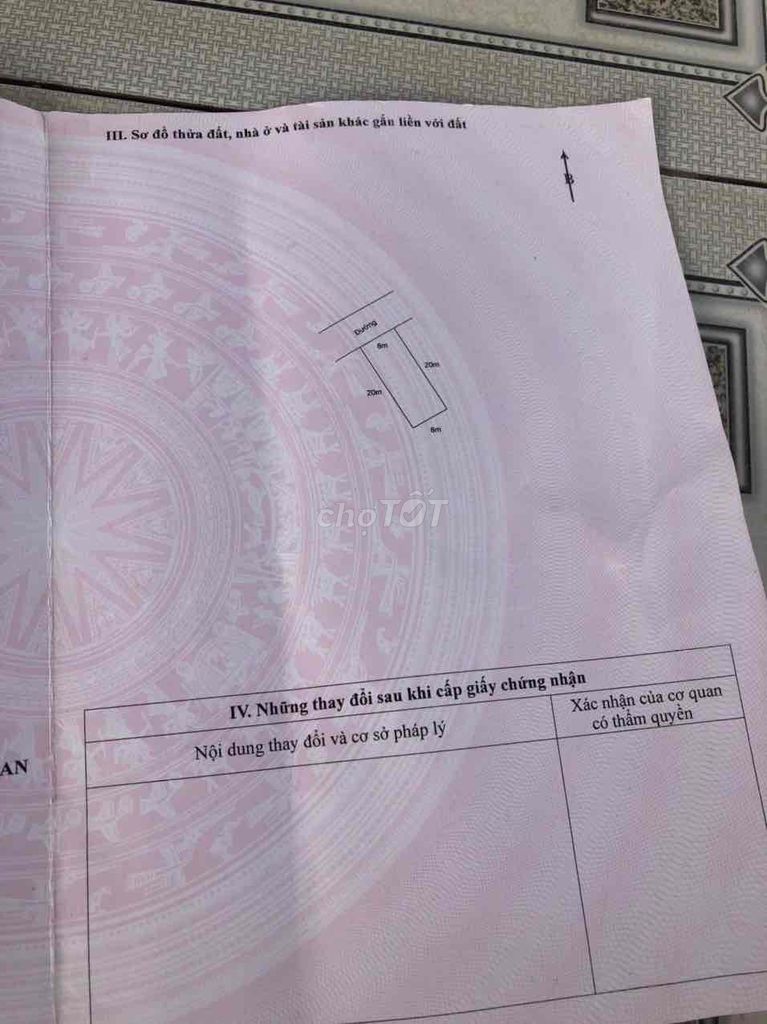 III. Sơ đồ thửa đất, nhà ở và tài sản khác gắn liền với đất
B
Đường
8m
20m
20m
8m
chợTỐT
IV. Những thay đổi sau khi cấp giấy chứng nhận
Nội dung thay đổi và cơ sở pháp lý
Xác nhận của cơ quan
có thẩm quyền
AN